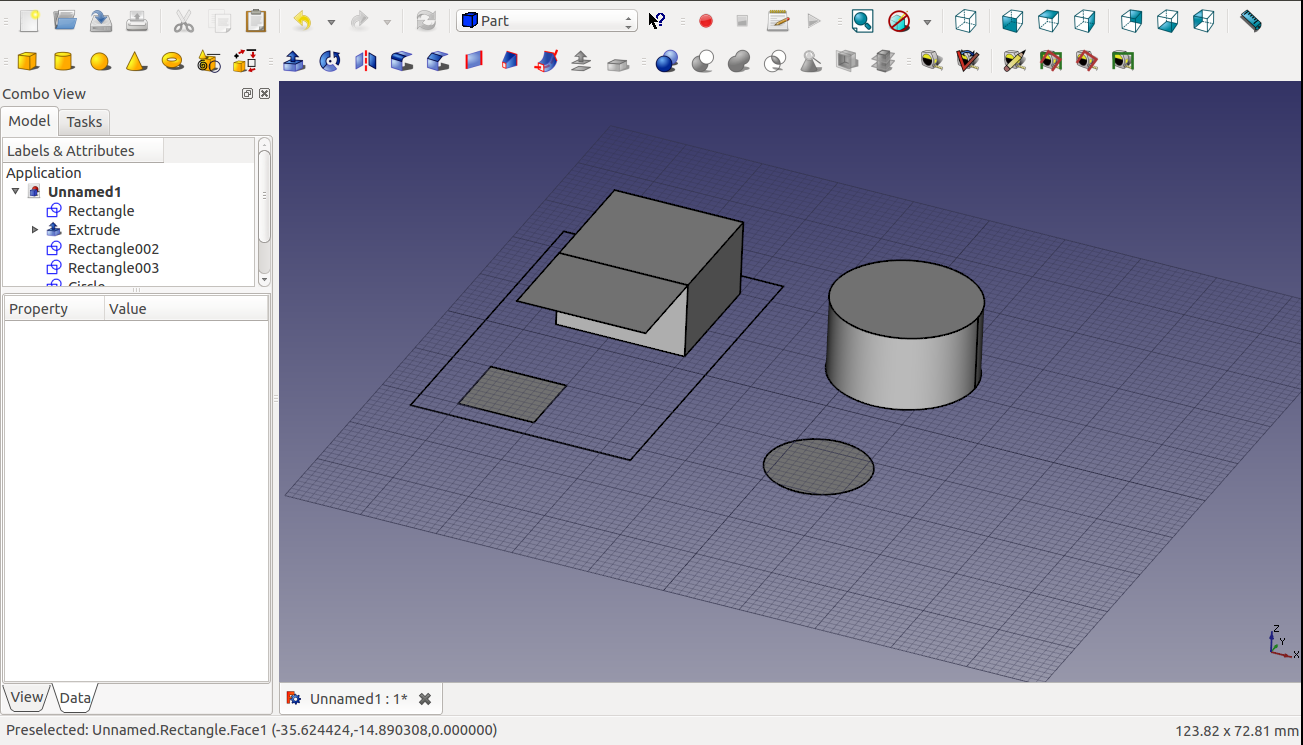 Part
Combo View
Model Tasks
Labels & Attributes
Application
Unnamed1
Rectangle
Extrude
Rectangle002
Rectangle003
Circle
Property Value
View Data
Unnamed1 : 1*
Z
Y
X
Preselected: Unnamed.Rectangle.Face1 (-35.624424,-14.890308,0.000000)
123.82 x 72.81 mm